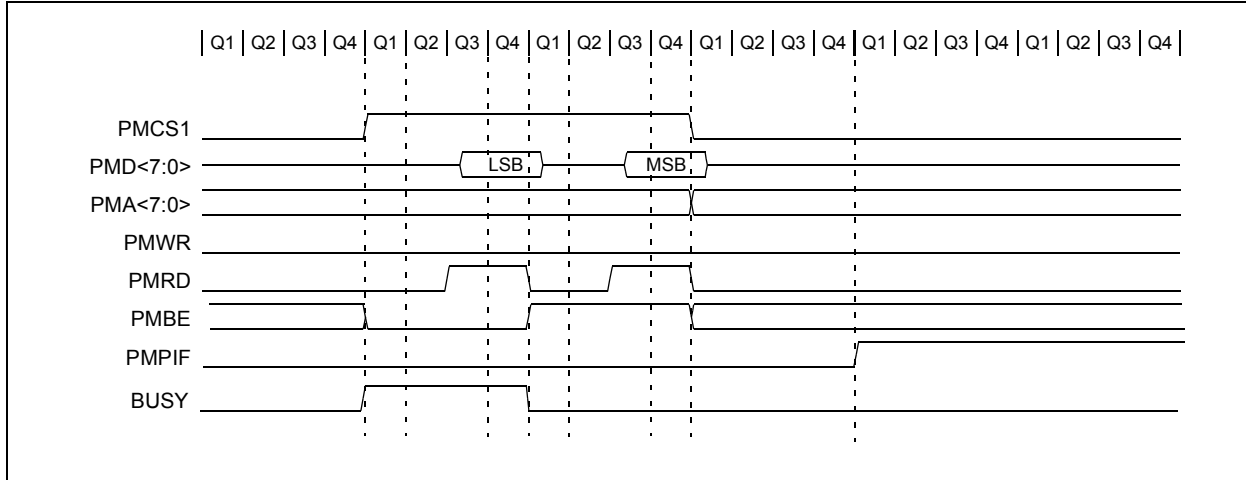 Q1 Q2 Q3 Q4 Q1 Q2 Q3 Q4 Q1 Q2 Q3 Q4 Q1 Q2 Q3 Q4 Q1 Q2 Q3 Q4 Q1 Q2 Q3 Q4
PMCS1
PMD<7:0> LSB MSB
PMA<7:0>
PMWR
PMRD
PMBE
PMPIF
BUSY